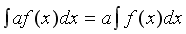 ∫af(x)dx = a∫f(x)dx